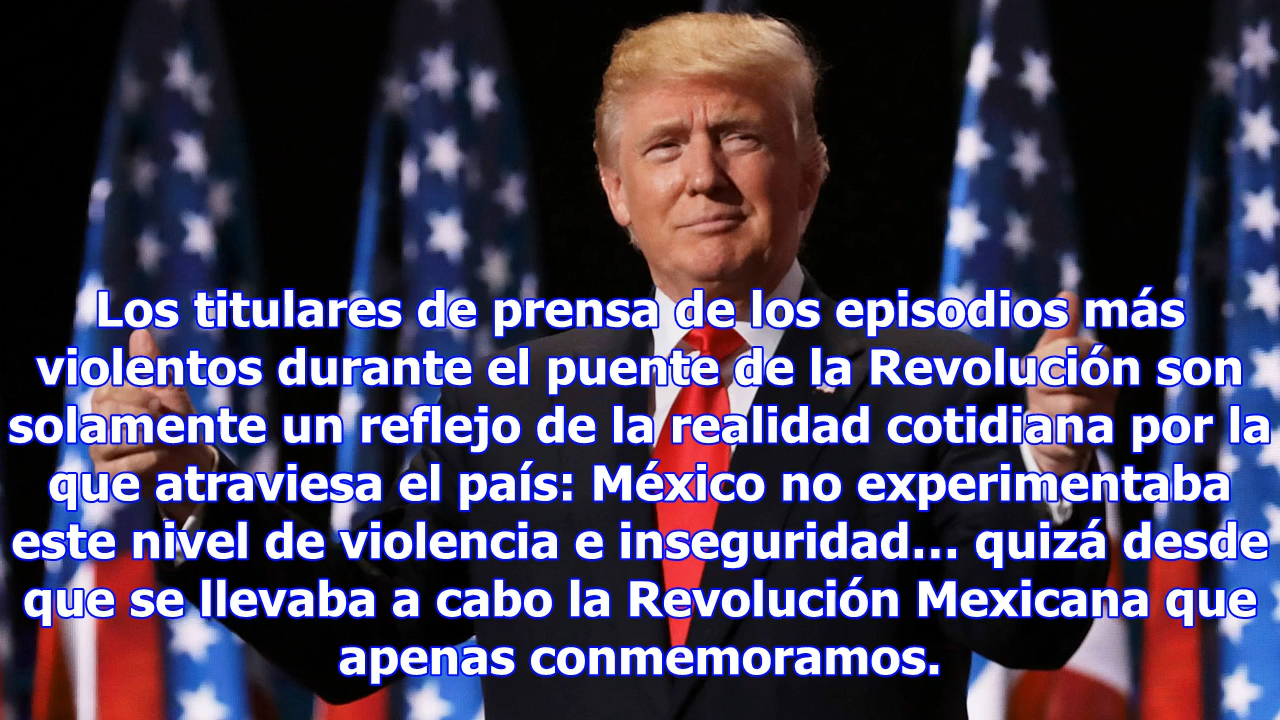 Los titulares de prensa de los episodios más
violentos durante el puente de la Revolución son
solamente un reflejo de la realidad cotidiana por la
que atraviesa el país: México no experimentaba
este nivel de violencia e inseguridad... quizá desde
que se llevaba a cabo la Revolución Mexicana que
apenas conmemoramos.